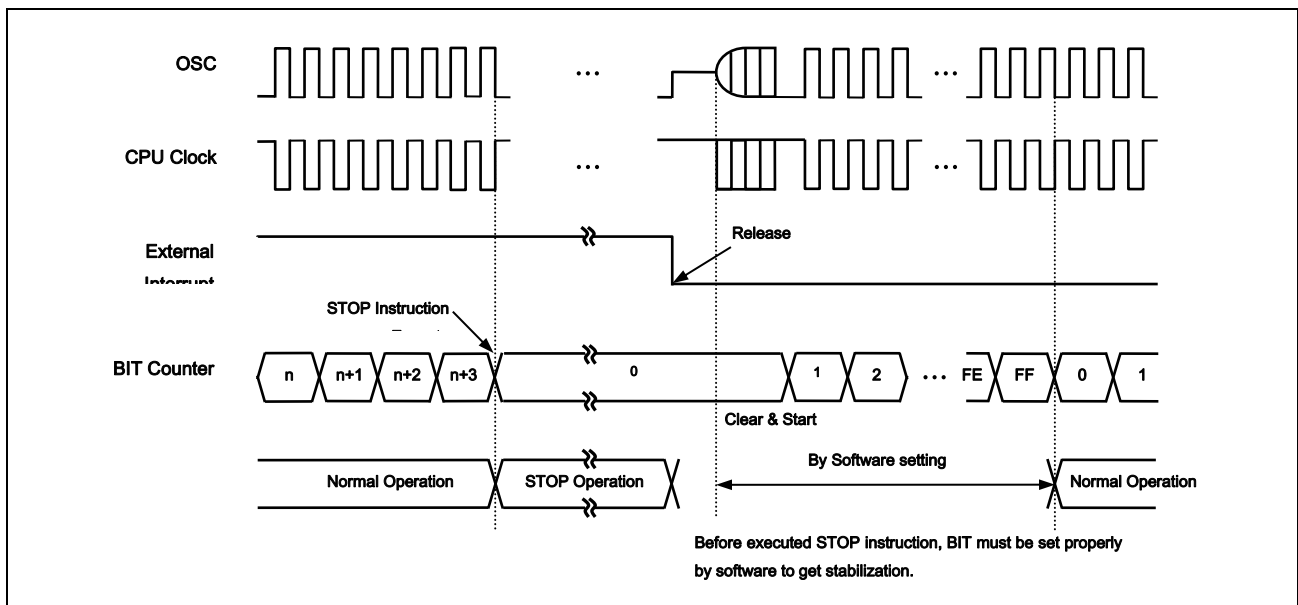 OSC
...
...
CPU Clock
...
...
External
Interrupt
Release
STOP Instruction
BIT Counter
n
n+1
n+2
n+3
0
1
2
...
FE
FF
0
1
Clear & Start
Normal Operation
STOP Operation
By Software setting
Normal Operation
Before executed STOP instruction, BIT must be set properly
by software to get stabilization.